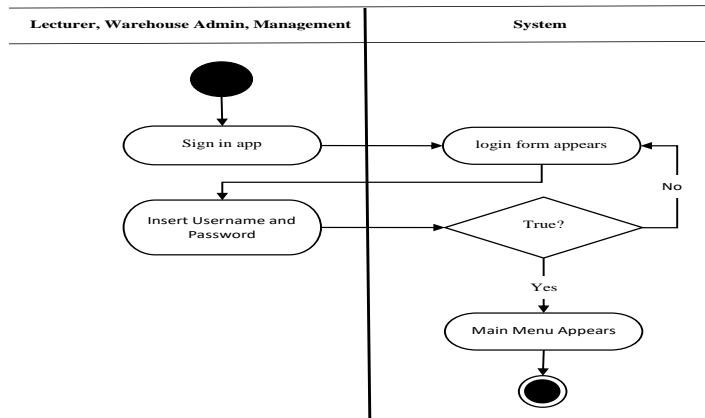 Lecturer, Warehouse Admin, Management
System
Sign in app
login form appears
No
Insert Username and
Password
True?
Yes
Main Menu Appears